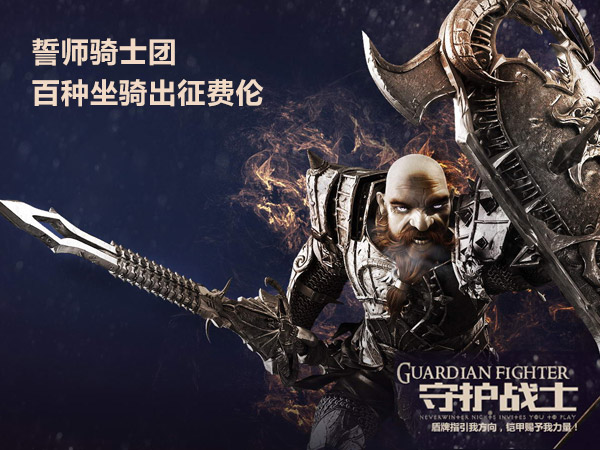 誓师骑士团
百种坐骑出征费伦
GUARDIAN FIGHTER
守护战士
NEVERWINTER NIGHTS INVITES YOU TO PLAY
盾牌指引我方向，铠甲赐予我力量！